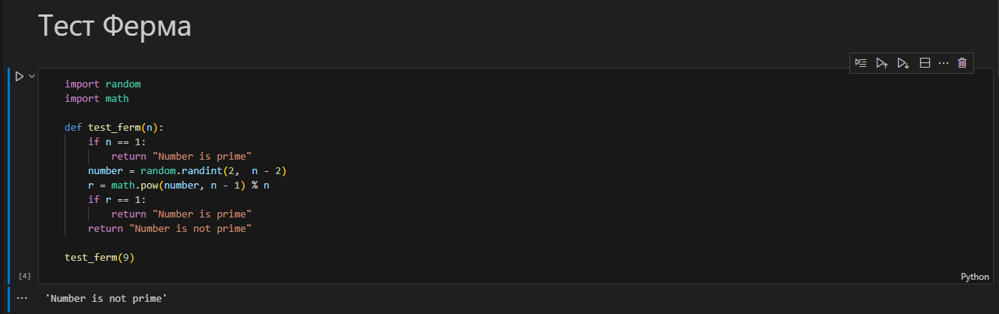 Тест Ферма
import random
import math
def test_ferm(n):
if n == 1:
return "Number is prime"
number = random.randint(2,  n - 2)
r = math.pow(number, n - 1) % n
if r == 1:
return "Number is prime"
return "Number is not prime"
test_ferm(9)
[4]
Python
'Number is not prime'